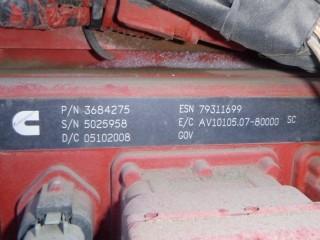 P/N 3684275 ESN 79311699
S/N 5025958 E/C AV10105.07-80000 SC
D/C 05102008 GOV